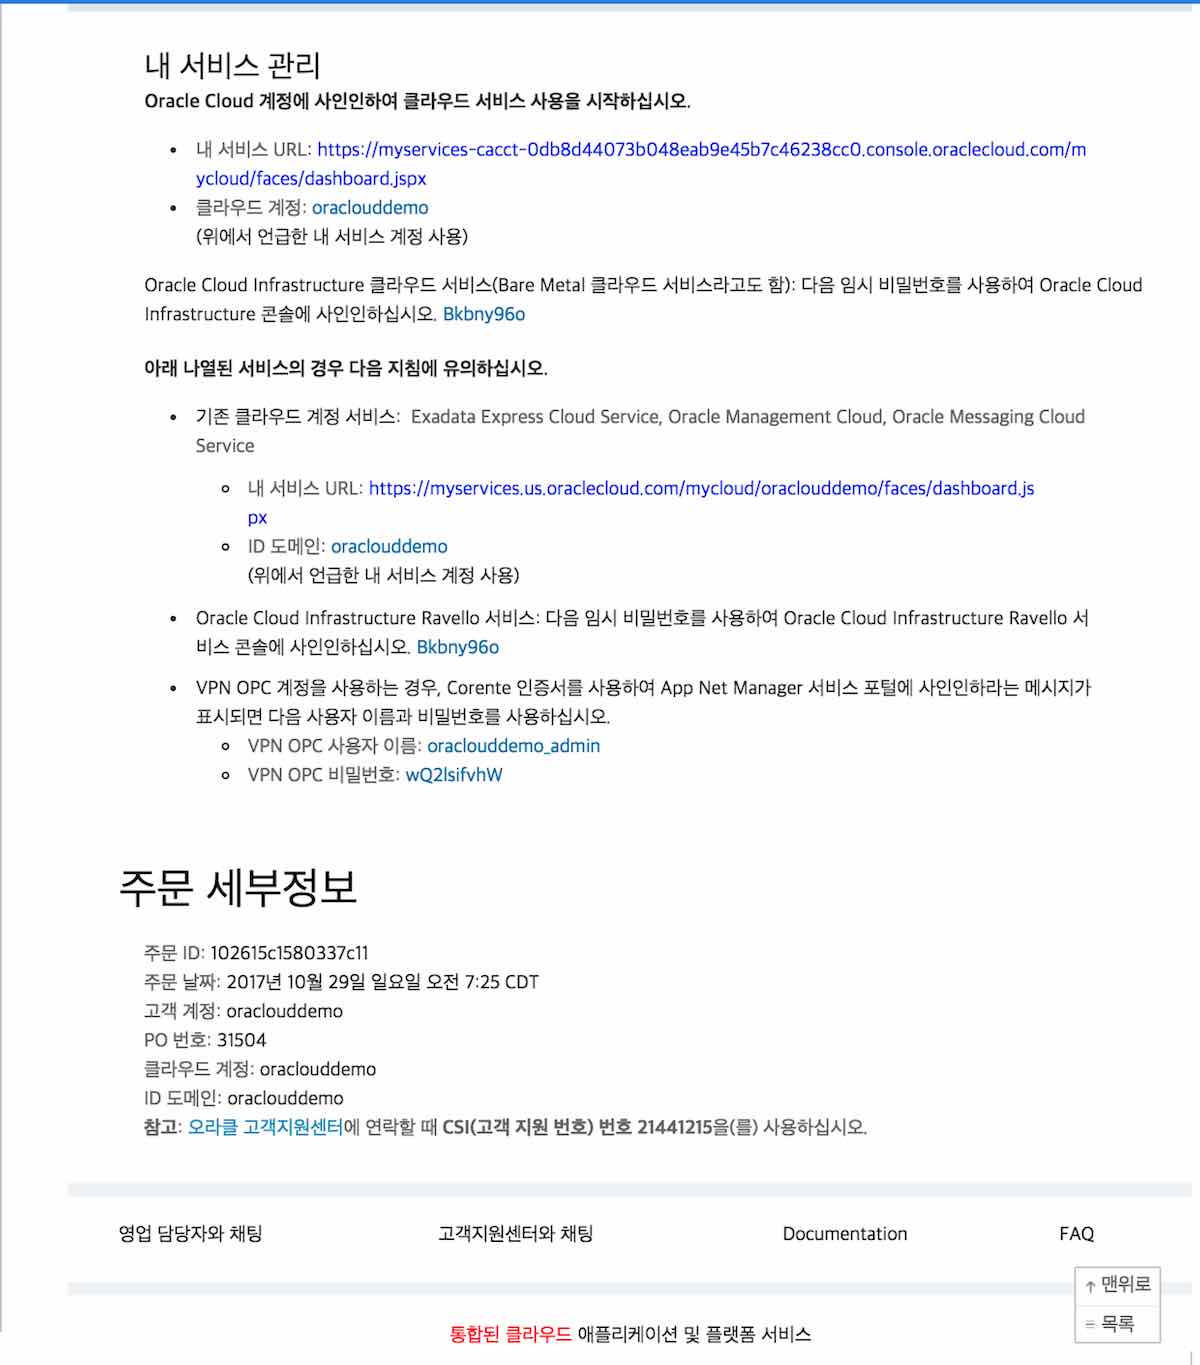 내 서비스 관리
Oracle Cloud 계정에 사인인하여 클라우드 서비스 사용을 시작하십시오.
• 내 서비스 URL: https://myservices-cacct-0db8d44073b048eab9e45b7c46238cc0.console.oraclecloud.com/m
ycloud/faces/dashboard.jspx
• 클라우드 계정: oraclouddemo
(위에서 언급한 내 서비스 계정 사용)
Oracle Cloud Infrastructure 클라우드 서비스(Bare Metal 클라우드 서비스라고도 함): 다음 임시 비밀번호를 사용하여 Oracle Cloud
Infrastructure 콘솔에 사인인하십시오. Bkbny96o
아래 나열된 서비스의 경우 다음 지침에 유의하십시오.
• 기존 클라우드 계정 서비스: Exadata Express Cloud Service, Oracle Management Cloud, Oracle Messaging Cloud
Service
◦ 내 서비스 URL: https://myservices.us.oraclecloud.com/mycloud/oraclouddemo/faces/dashboard.js
px
◦ ID 도메인: oraclouddemo
(위에서 언급한 내 서비스 계정 사용)
• Oracle Cloud Infrastructure Ravello 서비스: 다음 임시 비밀번호를 사용하여 Oracle Cloud Infrastructure Ravello 서
비스 콘솔에 사인인하십시오. Bkbny96o
• VPN OPC 계정을 사용하는 경우, Corente 인증서를 사용하여 App Net Manager 서비스 포털에 사인인하라는 메시지가
표시되면 다음 사용자 이름과 비밀번호를 사용하십시오.
◦ VPN OPC 사용자 이름: oraclouddemo_admin
◦ VPN OPC 비밀번호: wQ2lsifvhW
주문 세부정보
주문 ID: 102615c1580337c11
주문 날짜: 2017년 10월 29일 일요일 오전 7:25 CDT
고객 계정: oraclouddemo
PO 번호: 31504
클라우드 계정: oraclouddemo
ID 도메인: oraclouddemo
참고: 오라클 고객지원센터에 연락할 때 CSI(고객 지원 번호) 번호 21441215을(를) 사용하십시오.
영업 담당자와 채팅 고객지원센터와 채팅 Documentation FAQ
↑ 맨위로
≡ 목록
통합된 클라우드 애플리케이션 및 플랫폼 서비스